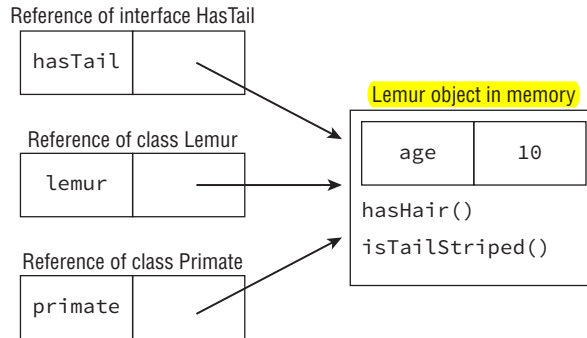 Reference of interface HasTail
hasTail
Lemur object in memory
age 10
Reference of class Lemur
lemur
hasHair()
isTailStriped()
Reference of class Primate
primate